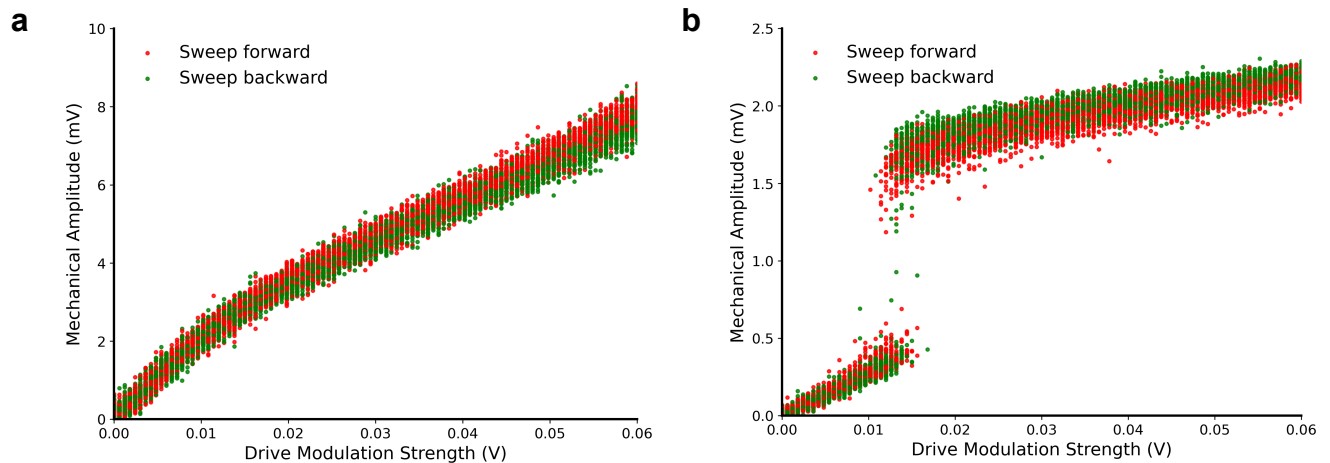 a
10
8
6
4
2
0
0.00 0.01 0.02 0.03 0.04 0.05 0.06
Mechanical Amplitude (mV)
Drive Modulation Strength (V)
Sweep forward
Sweep backward
b
2.5
2.0
1.5
1.0
0.5
0.0
0.00 0.01 0.02 0.03 0.04 0.05 0.06
Mechanical Amplitude (mV)
Drive Modulation Strength (V)
Sweep forward
Sweep backward